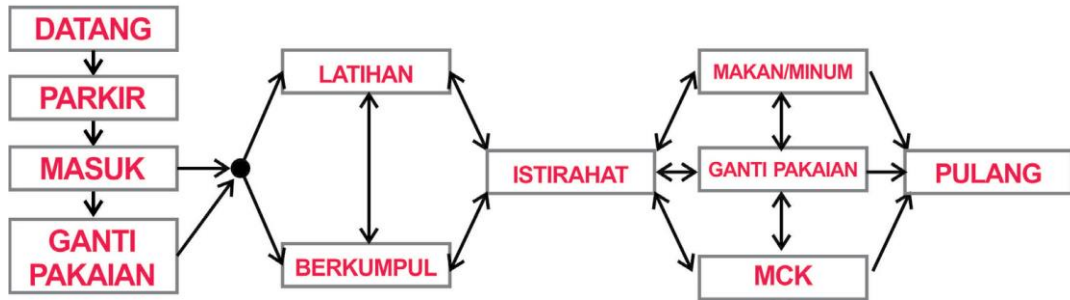 DATANG
PARKIR
MASUK
GANTI
PAKAIAN
LATIHAN
BERKUMPUL
ISTIRAHAT
MAKAN/MINUM
GANTI PAKAIAN
MCK
PULANG